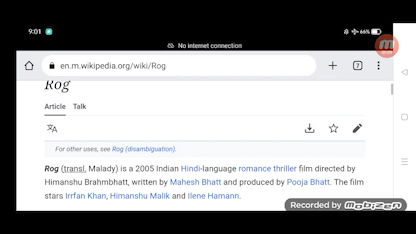 9:01
66%
No internet connection
en.m.wikipedia.org/wiki/Rog
7
Rog
Article Talk
For other uses, see Rog (disambiguation).
Rog (transl. Malady) is a 2005 Indian Hindi-language romance thriller film directed by
Himanshu Brahmbhatt, written by Mahesh Bhatt and produced by Pooja Bhatt. The film
stars Irrfan Khan, Himanshu Malik and Ilene Hamann.
Recorded by mobizen